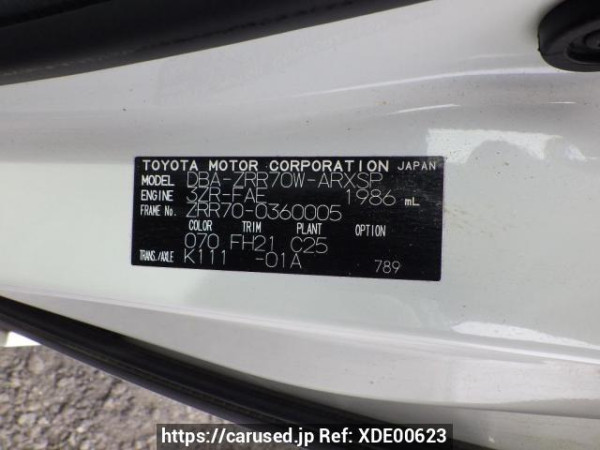 TOYOTA MOTOR CORPORATION JAPAN
MODEL DBA-ZRR70W-ARXSP
ENGINE 3ZR-FAE 1986 mL
FRAME No. ZRR70-0360005
COLOR TRIM PLANT OPTION
070 FH21 C25
TRANS./AXLE K111 -01A 789
https://carused.jp Ref: XDE00623